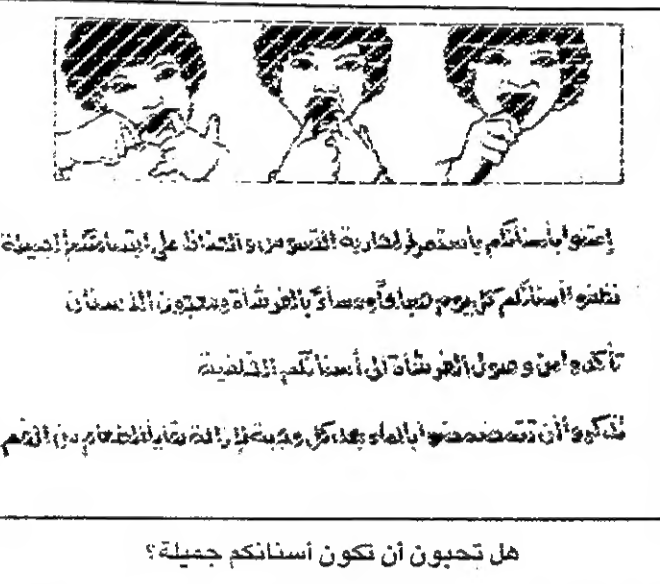 إعتنوا بأسنانكم باستمرار لمحاربة التسوس والحفاظ على ابتسامتكم الجميلة
نظفوا أسنانكم كل يوم صباحاً ومساءً بالفرشاة ومعجون الأسنان
تأكدوا من وصول الفرشاة الى أسنانكم الخلفية
تذكروا أن تتمضمضوا بالماء بعد كل وجبة لإزالة بقايا الطعام من الفم
هل تحبون أن تكون أسنانكم جميلة؟